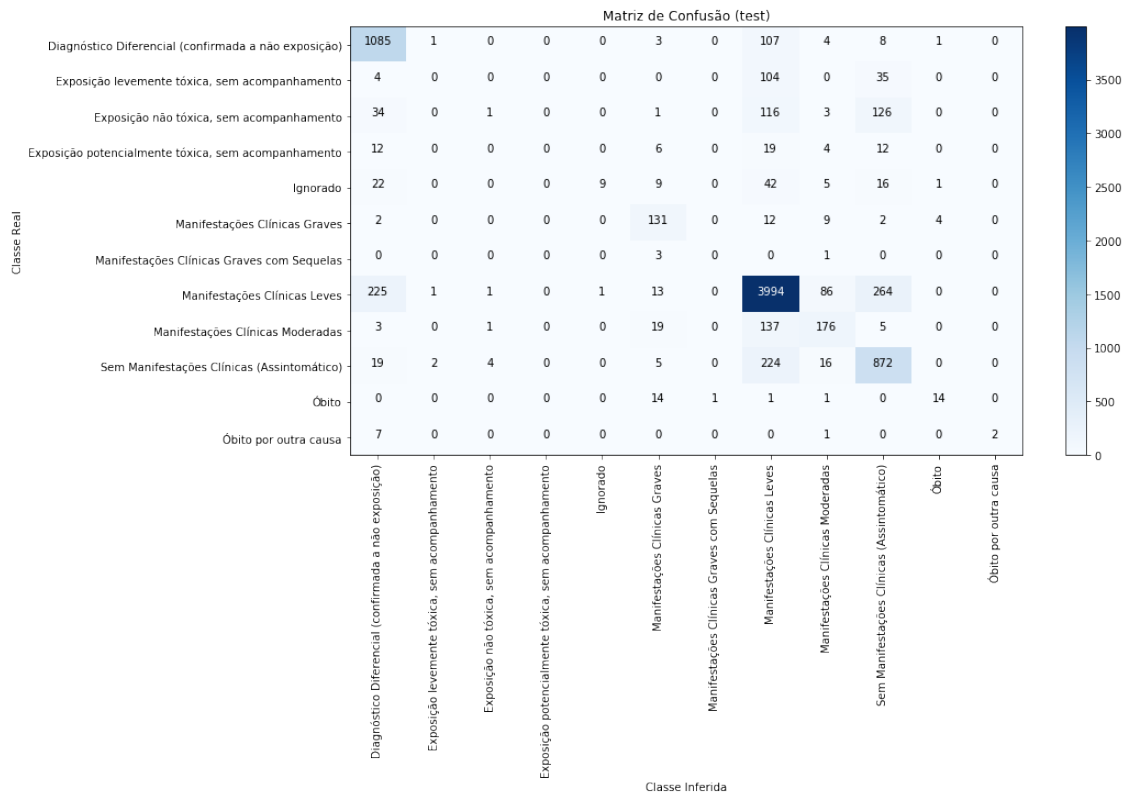 Matriz de Confusão (test)
Classe Real
Diagnóstico Diferencial (confirmada a não exposição) 1085 1 0 0 0 3 0 107 4 8 1 0
Exposição levemente tóxica, sem acompanhamento 4 0 0 0 0 0 0 104 0 35 0 0
Exposição não tóxica, sem acompanhamento 34 0 1 0 0 1 0 116 3 126 0 0
Exposição potencialmente tóxica, sem acompanhamento 12 0 0 0 0 6 0 19 4 12 0 0
Ignorado 22 0 0 0 9 9 0 42 5 16 1 0
Manifestações Clínicas Graves 2 0 0 0 0 131 0 12 9 2 4 0
Manifestações Clínicas Graves com Sequelas 0 0 0 0 0 3 0 0 1 0 0 0
Manifestações Clínicas Leves 225 1 1 0 1 13 0 3994 86 264 0 0
Manifestações Clínicas Moderadas 3 0 1 0 0 19 0 137 176 5 0 0
Sem Manifestações Clínicas (Assintomático) 19 2 4 0 0 5 0 224 16 872 0 0
Óbito 0 0 0 0 0 14 1 1 1 0 14 0
Óbito por outra causa 7 0 0 0 0 0 0 0 1 0 0 2
Diagnóstico Diferencial (confirmada a não exposição)
Exposição levemente tóxica, sem acompanhamento
Exposição não tóxica, sem acompanhamento
Exposição potencialmente tóxica, sem acompanhamento
Ignorado
Manifestações Clínicas Graves
Manifestações Clínicas Graves com Sequelas
Manifestações Clínicas Leves
Manifestações Clínicas Moderadas
Sem Manifestações Clínicas (Assintomático)
Óbito
Óbito por outra causa
Classe Inferida
3500
3000
2500
2000
1500
1000
500
0